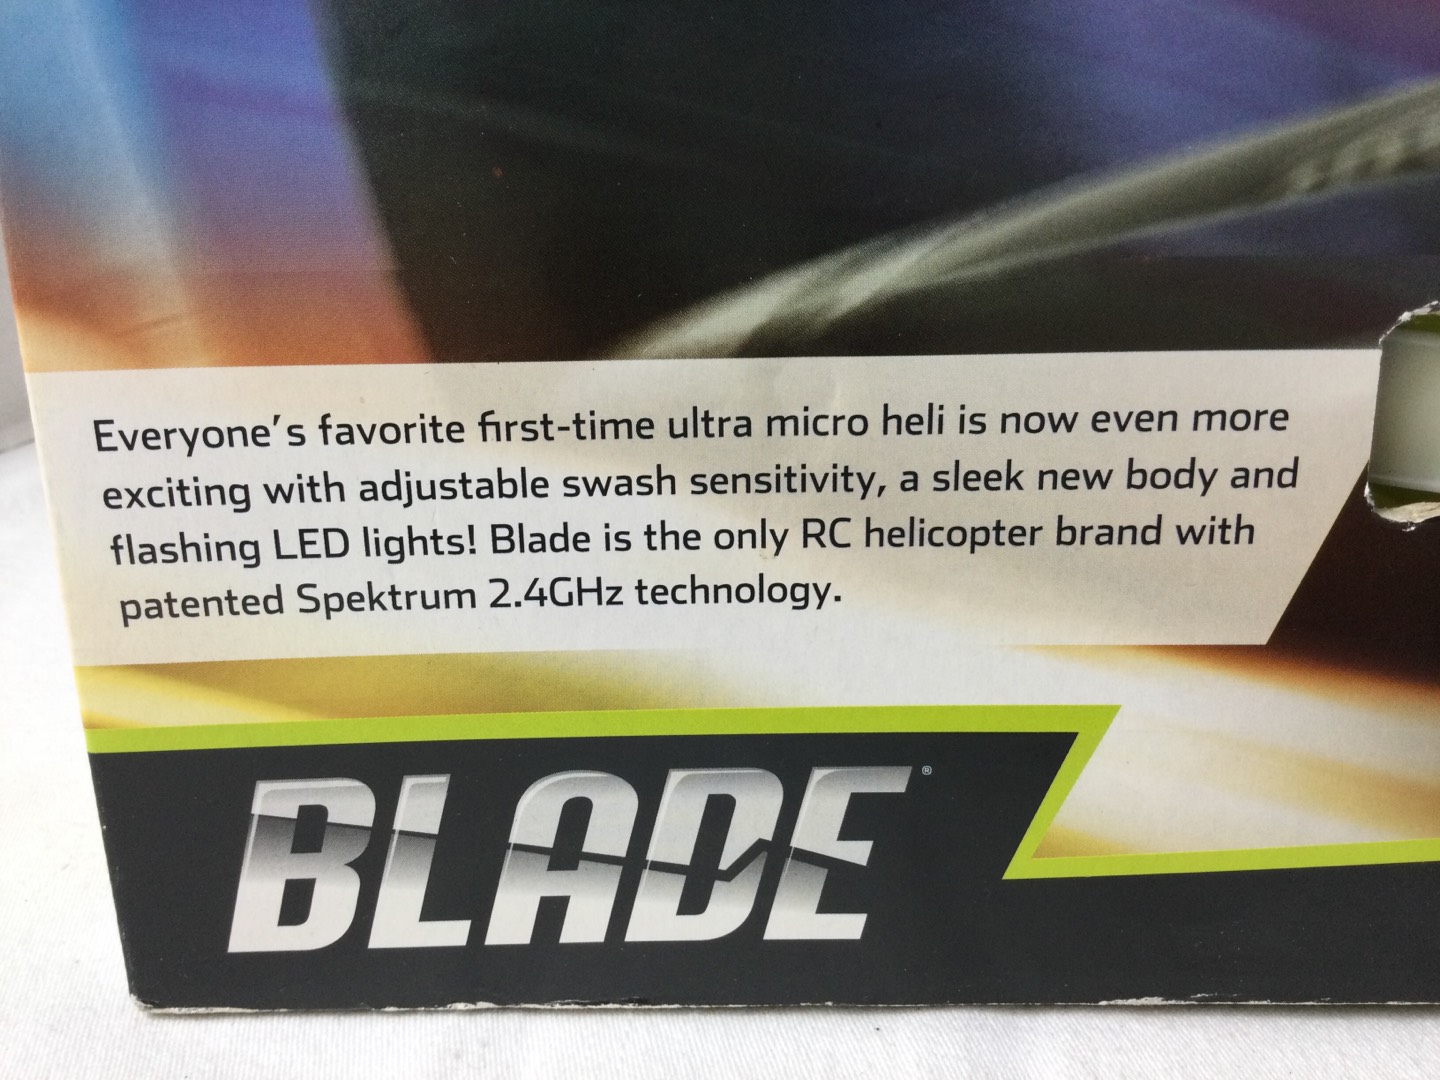 Everyone's favorite first-time ultra micro heli is now even more
exciting with adjustable swash sensitivity, a sleek new body and
flashing LED lights! Blade is the only RC helicopter brand with
patented Spektrum 2.4GHz technology.
BLADE®